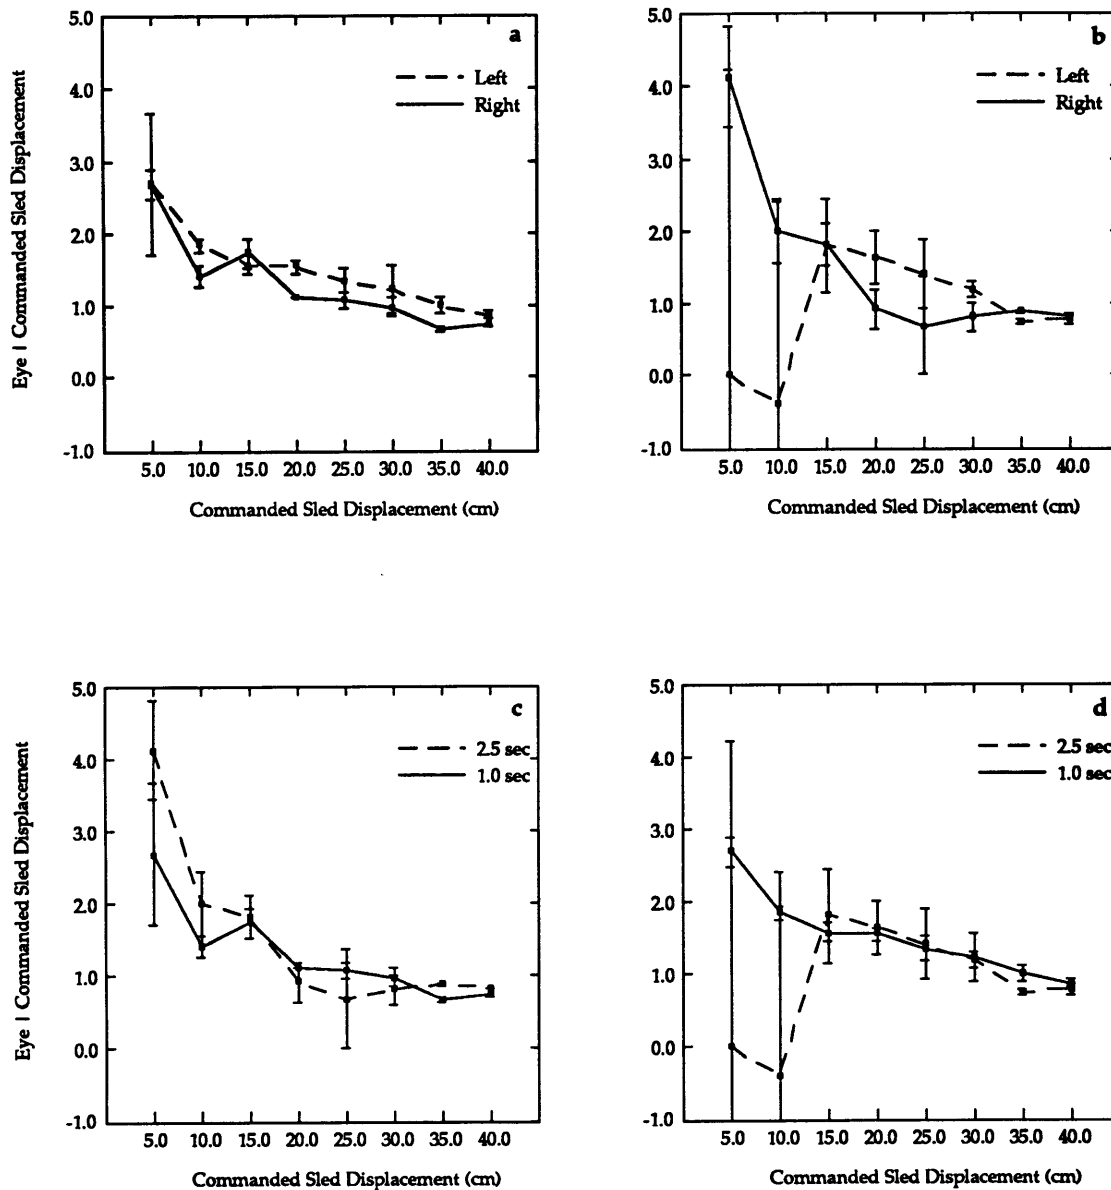 a
5.0
4.0
3.0
2.0
1.0
0.0
-1.0
Left
Right
Eye | Commanded Sled Displacement
5.0 10.0 15.0 20.0 25.0 30.0 35.0 40.0
Commanded Sled Displacement (cm)
b
5.0
4.0
3.0
2.0
1.0
0.0
-1.0
Left
Right
5.0 10.0 15.0 20.0 25.0 30.0 35.0 40.0
Commanded Sled Displacement (cm)
c
5.0
4.0
3.0
2.0
1.0
0.0
-1.0
2.5 sec
1.0 sec
Eye | Commanded Sled Displacement
5.0 10.0 15.0 20.0 25.0 30.0 35.0 40.0
Commanded Sled Displacement (cm)
d
5.0
4.0
3.0
2.0
1.0
0.0
-1.0
2.5 sec
1.0 sec
5.0 10.0 15.0 20.0 25.0 30.0 35.0 40.0
Commanded Sled Displacement (cm)